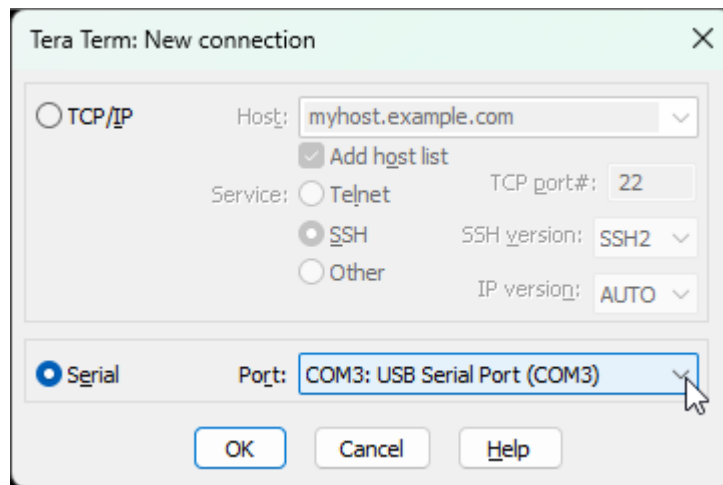 Tera Term: New connection
TCP/IP
Host: myhost.example.com
Add host list
Service: Telnet
TCP port#: 22
SSH
SSH version: SSH2
Other
IP version: AUTO
Serial
Port: COM3: USB Serial Port (COM3)
OK
Cancel
Help